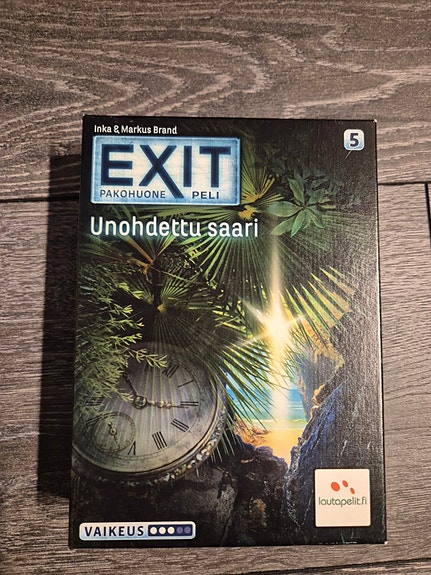 Inka & Markus Brand
5
EXIT
PAKOHUONE PELI
Unohdettu saari
lautapelit.fi
VAIKEUS